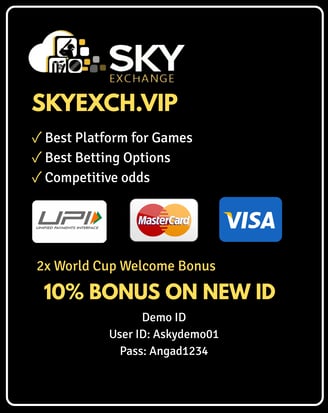 SKY
EXCHANGE
SKYEXCH.VIP
✓ Best Platform for Games
✓ Best Betting Options
✓ Competitive odds
UPI
UNIFIED PAYMENTS INTERFACE
MasterCard
VISA
2x World Cup Welcome Bonus
10% BONUS ON NEW ID
Demo ID
User ID: Askydemo01
Pass: Angad1234